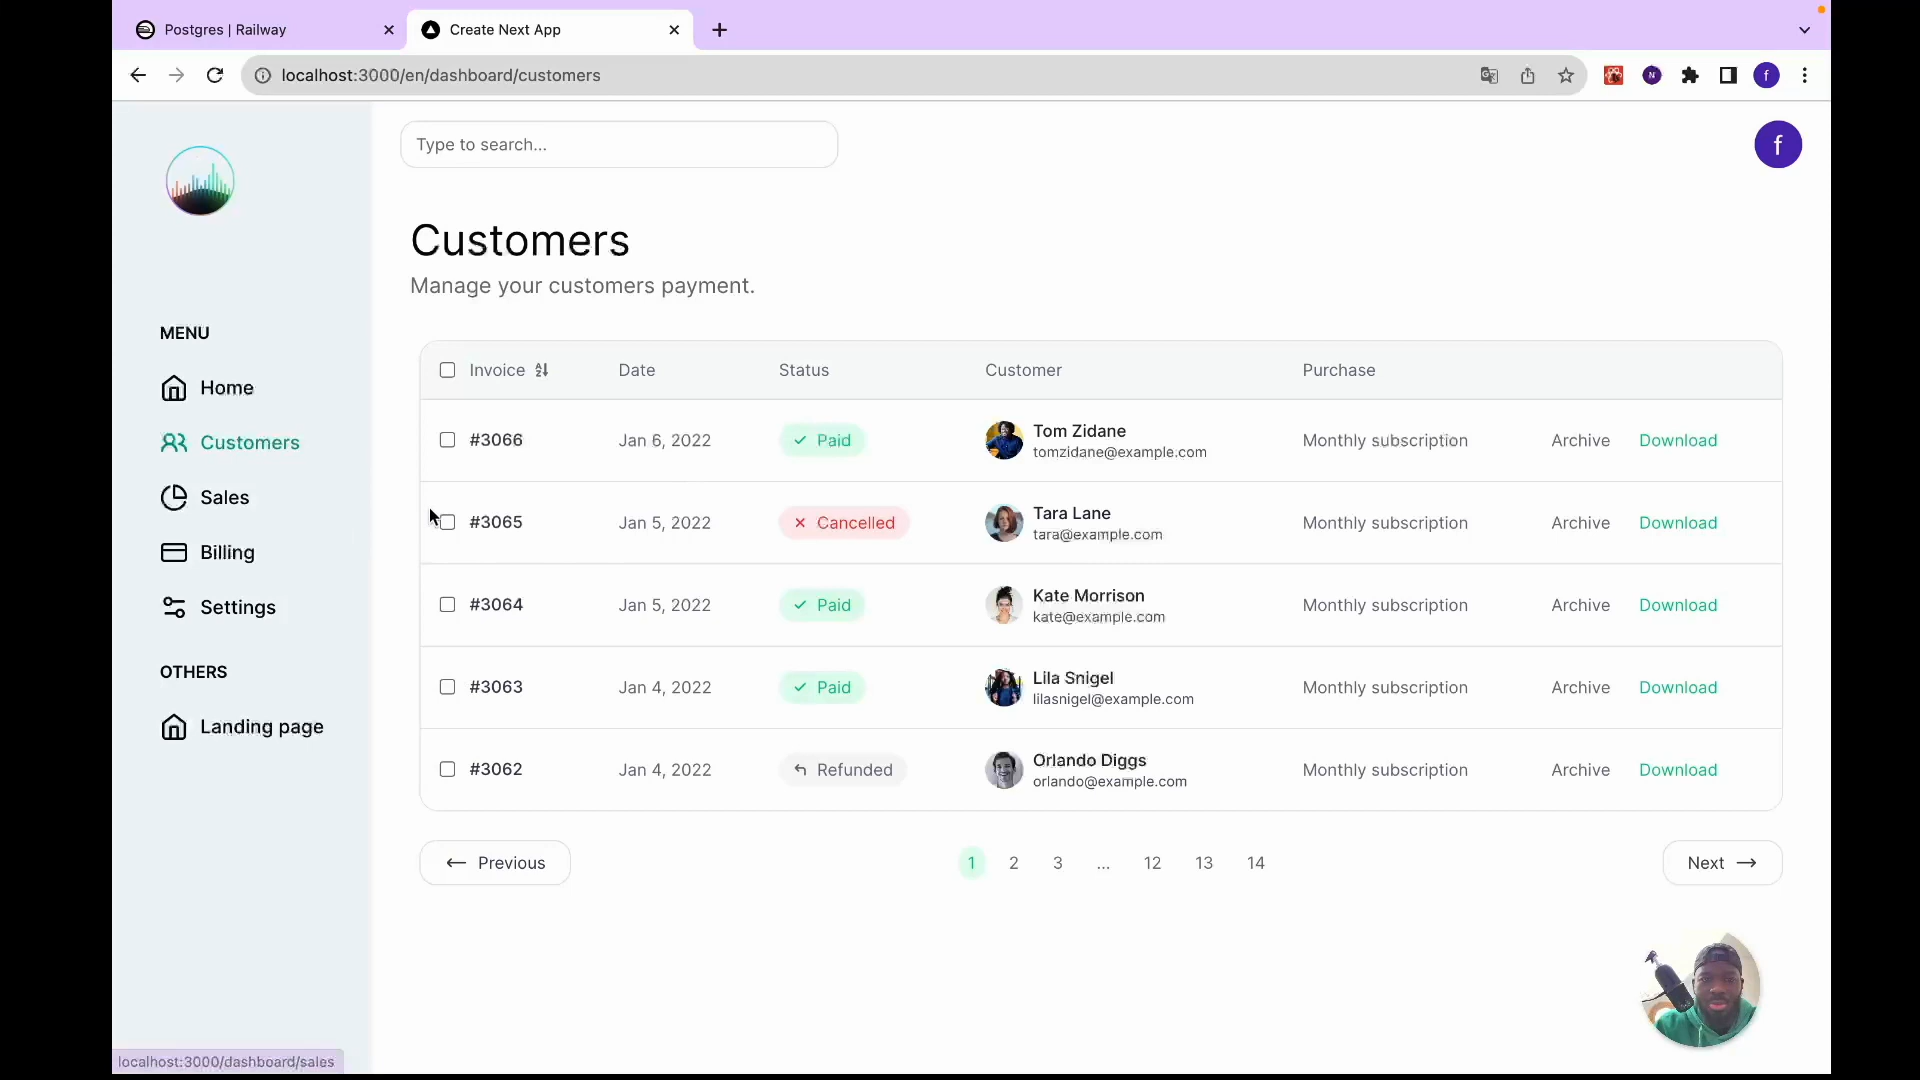 Postgres | Railway
Create Next App
localhost:3000/en/dashboard/customers
N
f
Type to search...
f
Customers
Manage your customers payment.
MENU
Home
Customers
Sales
Billing
Settings
OTHERS
Landing page
Invoice Date Status Customer Purchase
#3066 Jan 6, 2022 Paid Tom Zidane Monthly subscription Archive Download
tomzidane@example.com
#3065 Jan 5, 2022 Cancelled Tara Lane Monthly subscription Archive Download
tara@example.com
#3064 Jan 5, 2022 Paid Kate Morrison Monthly subscription Archive Download
kate@example.com
#3063 Jan 4, 2022 Paid Lila Snigel Monthly subscription Archive Download
lilasnigel@example.com
#3062 Jan 4, 2022 Refunded Orlando Diggs Monthly subscription Archive Download
orlando@example.com
Previous 1 2 3 ... 12 13 14 Next
localhost:3000/dashboard/sales